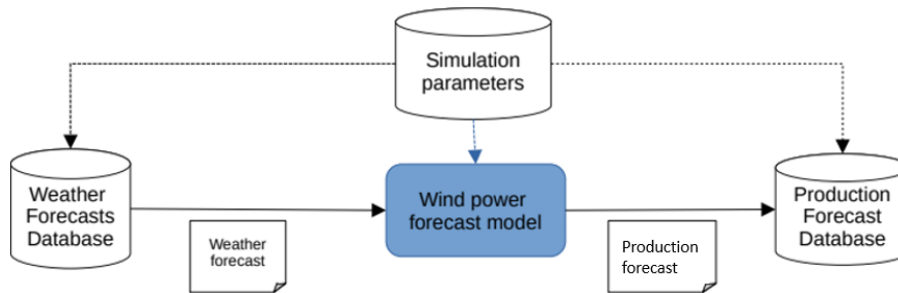 Simulation
parameters
Weather
Forecasts
Database
Wind power
forecast model
Production
Forecast
Database
Weather
forecast
Production
forecast